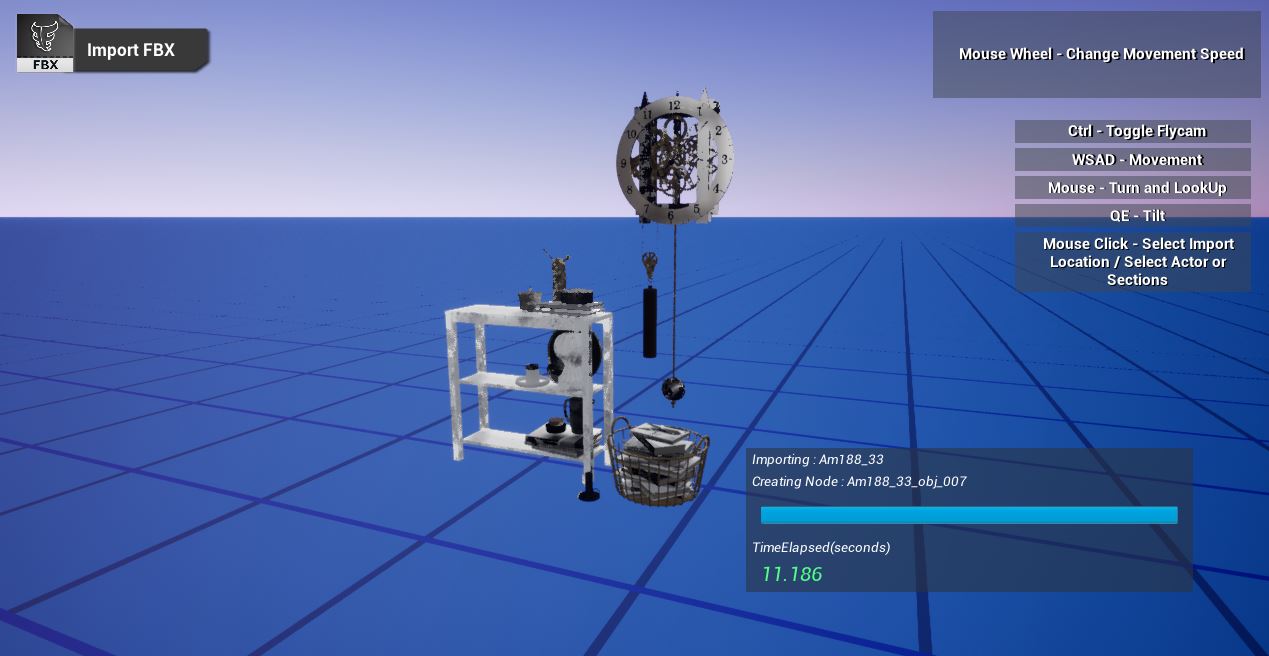 Import FBX
FBX
Mouse Wheel - Change Movement Speed
Ctrl - Toggle Flycam
WSAD - Movement
Mouse - Turn and LookUp
QE - Tilt
Mouse Click - Select Import
Location / Select Actor or
Sections
12
11
1
10
2
9
3
8
4
7
6
5
Importing : Am188_33
Creating Node : Am188_33_obj_007
TimeElapsed(seconds)
11.186